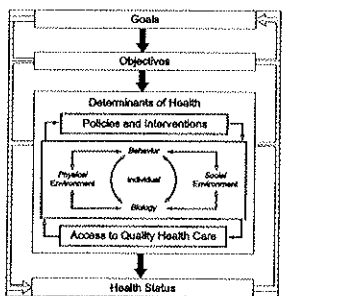 Goals
Objectives
Determinants of Health
Policies and Interventions
Behavior
Physical
Environment
Individual
Social
Environment
Biology
Access to Quality Health Care
Health Status